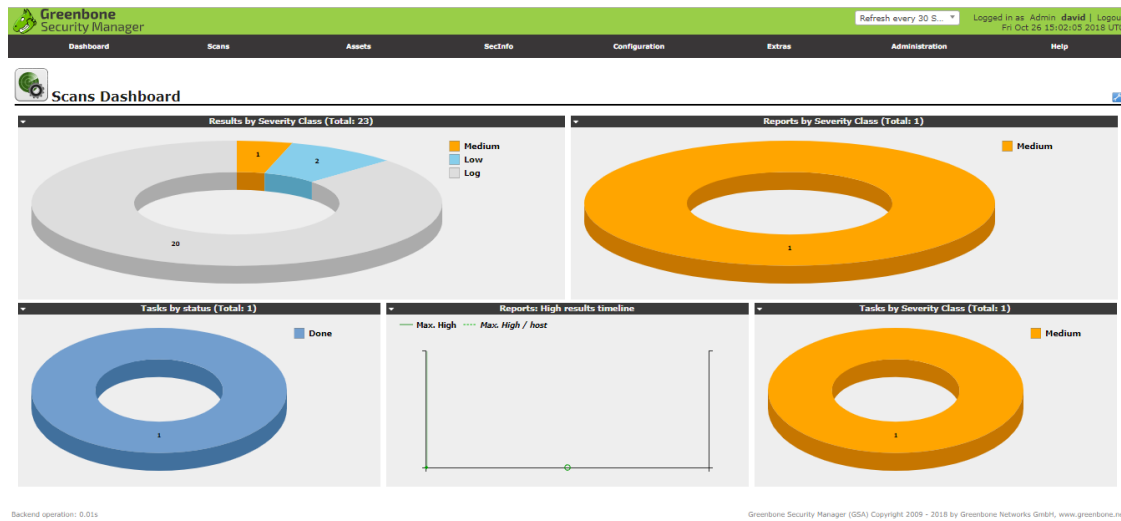 Greenbone
Security Manager
Refresh every 30 S...
Logged in as Admin david | Logou
Fri Oct 26 15:02:05 2018 UTC
Dashboard Scans Assets SecInfo Configuration Extras Administration Help
Scans Dashboard
Results by Severity Class (Total: 23)
1
2
20
Medium
Low
Log
Reports by Severity Class (Total: 1)
1
Medium
Tasks by status (Total: 1)
1
Done
Reports: High results timeline
Max. High Max. High / host
Tasks by Severity Class (Total: 1)
1
Medium
Backend operation: 0.01s
Greenbone Security Manager (GSA) Copyright 2009 - 2018 by Greenbone Networks GmbH, www.greenbone.ne